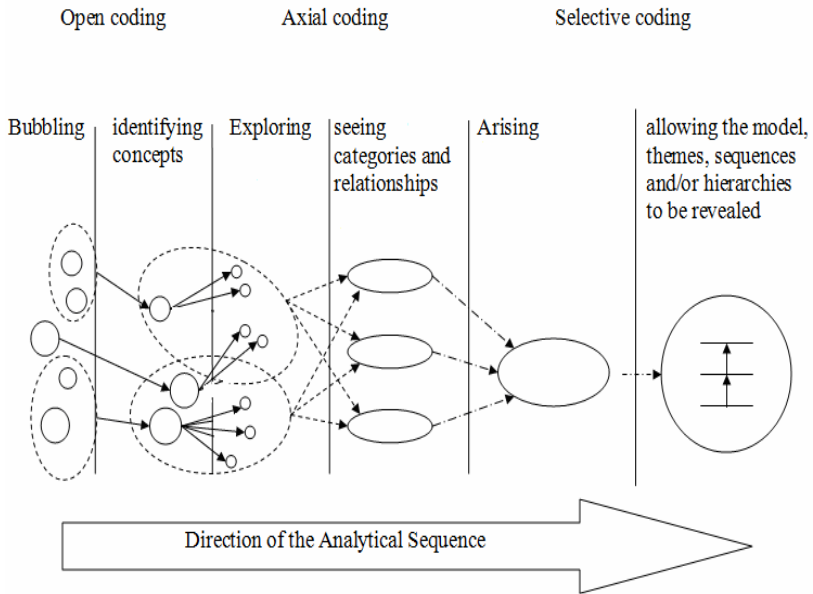 Open coding
Axial coding
Selective coding
Bubbling
identifying
concepts
Exploring
seeing
categories and
relationships
Arising
allowing the model,
themes, sequences
and/or hierarchies
to be revealed
Direction of the Analytical Sequence